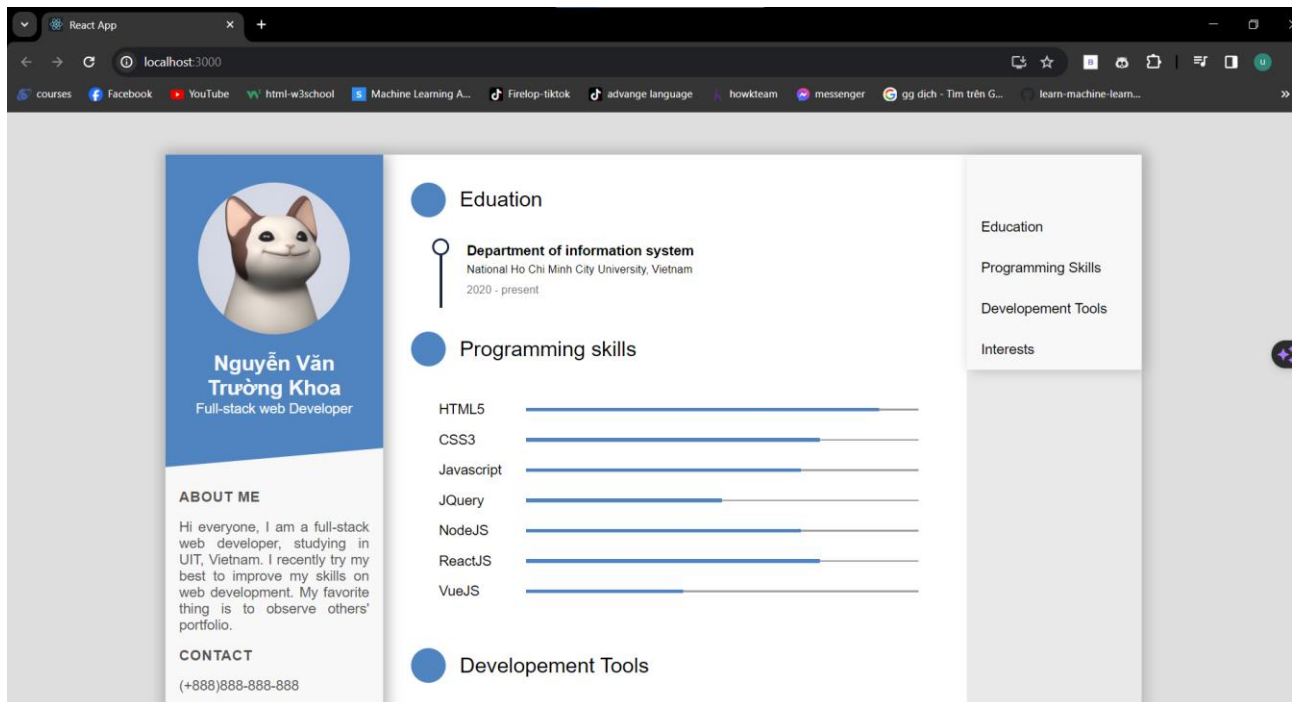 React App
localhost:3000
courses
Facebook
YouTube
html-w3school
Machine Learning A...
Firelop-tiktok
advange language
howkteam
messenger
gg dịch - Tìm trên G...
learn-machine-learn...
Nguyễn Văn
Trường Khoa
Full-stack web Developer
ABOUT ME
Hi everyone, I am a full-stack
web developer, studying in
UIT, Vietnam. I recently try my
best to improve my skills on
web development. My favorite
thing is to observe others'
portfolio.
CONTACT
(+888)888-888-888
Eduation
Department of information system
National Ho Chi Minh City University, Vietnam
2020 - present
Programming skills
HTML5
CSS3
Javascript
JQuery
NodeJS
ReactJS
VueJS
Developement Tools
Education
Programming Skills
Developement Tools
Interests